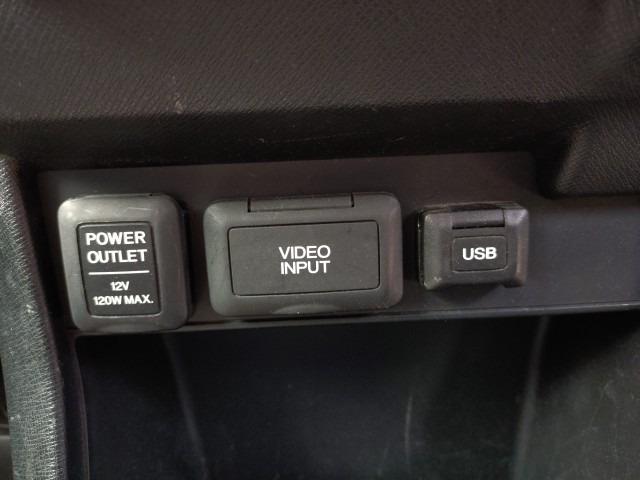 POWER
OUTLET
12V
120W MAX.
VIDEO
INPUT
USB